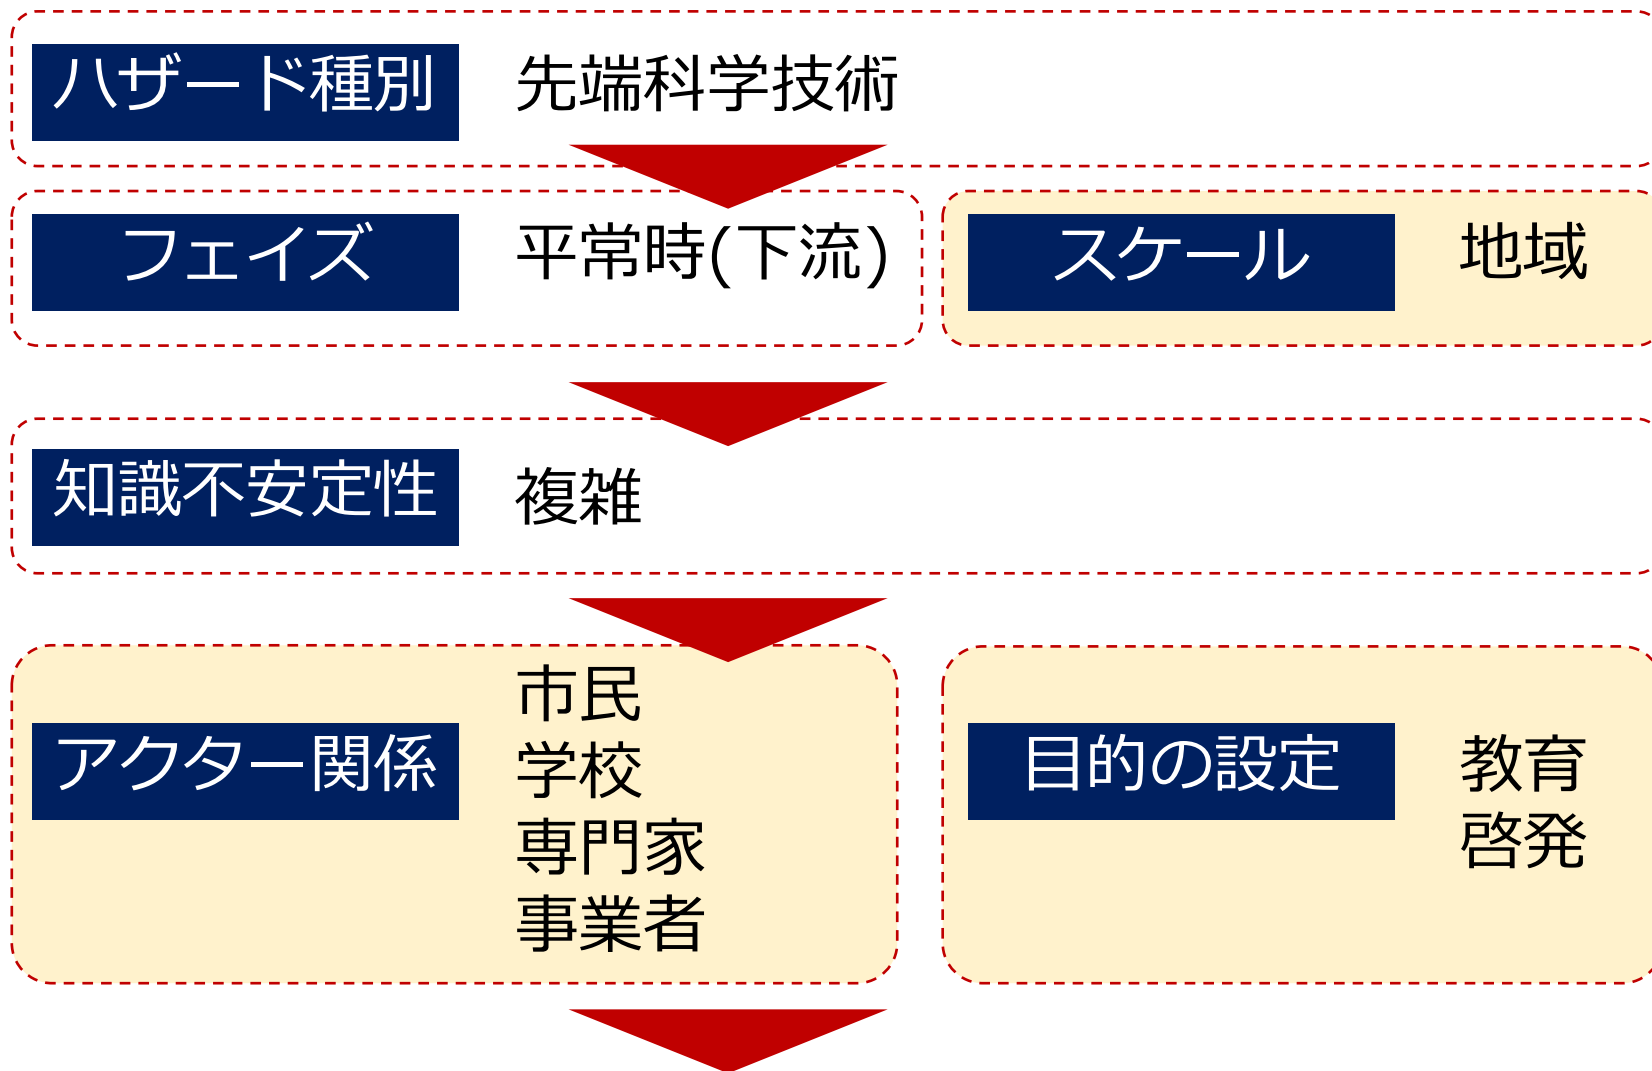 ハザード種別 先端科学技術
フェイズ 平常時(下流) スケール 地域
知識不安定性 複雑
アクター関係
市民
学校
専門家
事業者
目的の設定
教育
啓発